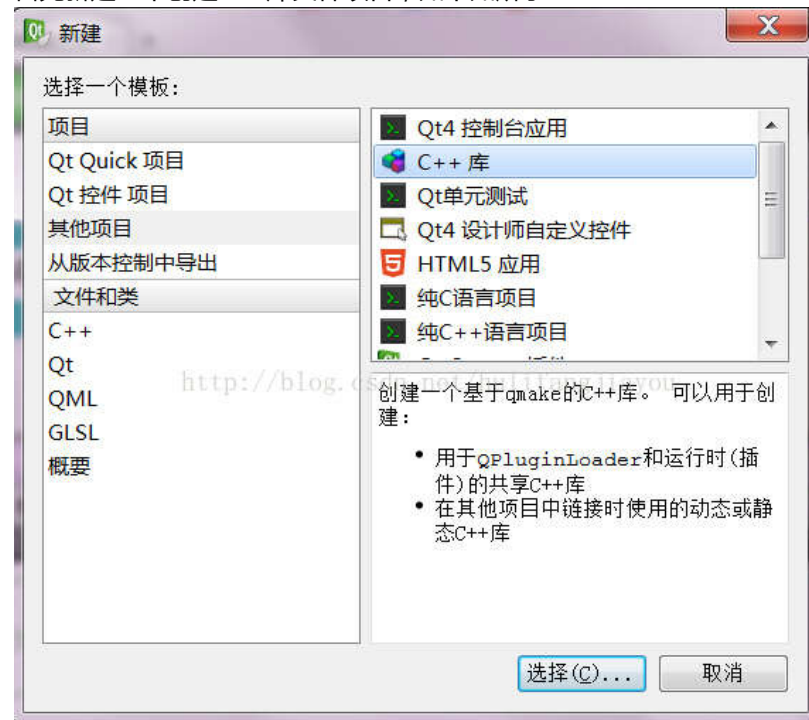 新建
选择一个模板:
项目
Qt Quick 项目
Qt 控件 项目
其他项目
从版本控制中导出
文件和类
C++
Qt
QML
GLSL
概要
Qt4 控制台应用
C++ 库
Qt单元测试
Qt4 设计师自定义控件
HTML5 应用
纯C语言项目
纯C++语言项目
创建一个基于qmake的C++库。 可以用于创
建:
• 用于QPluginLoader和运行时(插
件)的共享C++库
• 在其他项目中链接时使用的动态或静
态C++库
http://blog.
选择(C)...
取消